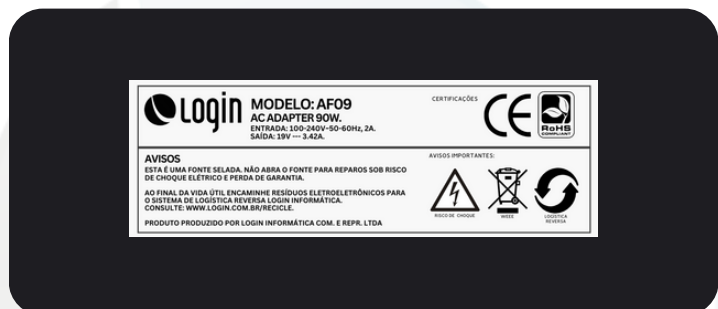 Login
MODELO: AF09
AC ADAPTER 90W.
ENTRADA: 100-240V~50-60Hz, 2A.
SAÍDA: 19V ⎓ 3.42A.
CERTIFICAÇÕES
CE
RoHS
COMPLIANT
AVISOS
ESTA É UMA FONTE SELADA. NÃO ABRA O FONTE PARA REPAROS SOB RISCO
DE CHOQUE ELÉTRICO E PERDA DE GARANTIA.
AO FINAL DA VIDA ÚTIL ENCAMINHE RESÍDUOS ELETROELETRÔNICOS PARA
O SISTEMA DE LOGÍSTICA REVERSA LOGIN INFORMÁTICA.
CONSULTE: WWW.LOGIN.COM.BR/RECICLE.
PRODUTO PRODUZIDO POR LOGIN INFORMÁTICA COM. E REPR. LTDA
AVISOS IMPORTANTES:
RISCO DE CHOQUE
WEEE
LOGÍSTICA
REVERSA